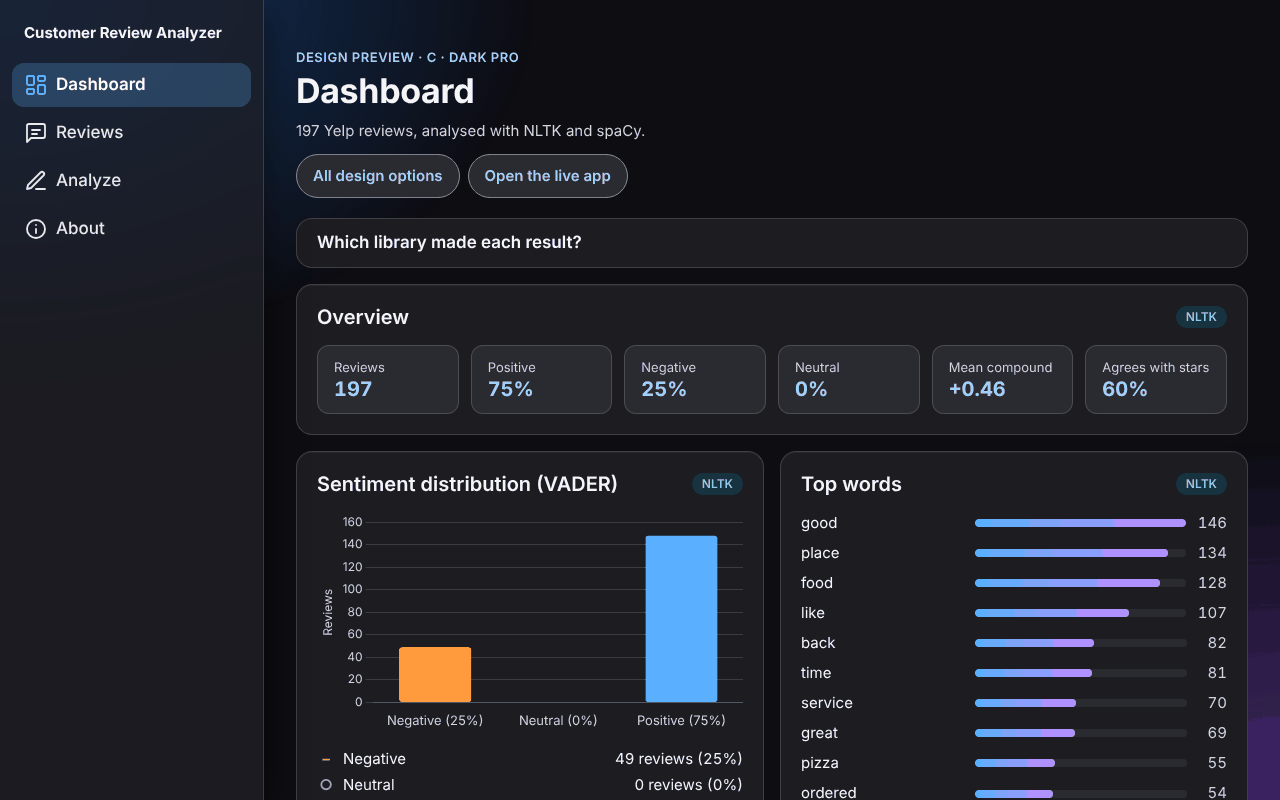 Customer Review Analyzer
Dashboard
Reviews
Analyze
About
DESIGN PREVIEW · C · DARK PRO
Dashboard
197 Yelp reviews, analysed with NLTK and spaCy.
All design options
Open the live app
Which library made each result?
Overview
NLTK
Reviews
197
Positive
75%
Negative
25%
Neutral
0%
Mean compound
+0.46
Agrees with stars
60%
Sentiment distribution (VADER)
NLTK
Reviews
160
140
120
100
80
60
40
20
0
Negative (25%)
Neutral (0%)
Positive (75%)
Negative 49 reviews (25%)
Neutral 0 reviews (0%)
Top words
NLTK
good 146
place 134
food 128
like 107
back 82
time 81
service 70
great 69
pizza 55
ordered 54